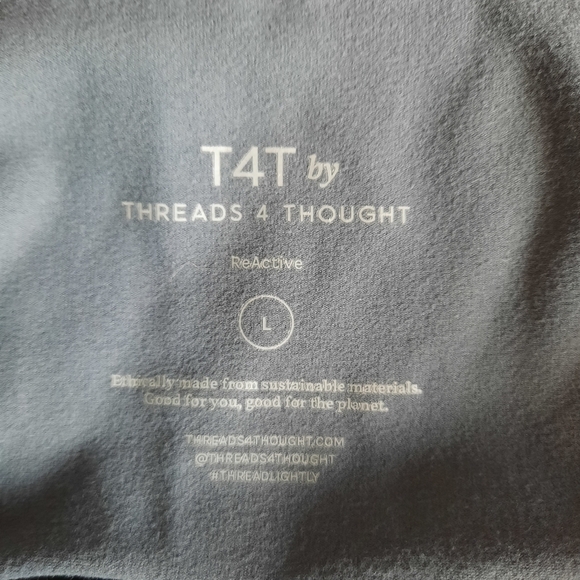 T4T by
THREADS 4 THOUGHT
ReActive
L
Ethically made from sustainable materials.
Good for you, good for the planet.
THREADS4THOUGHT.COM
@THREADS4THOUGHT
#THREADLIGHTLY